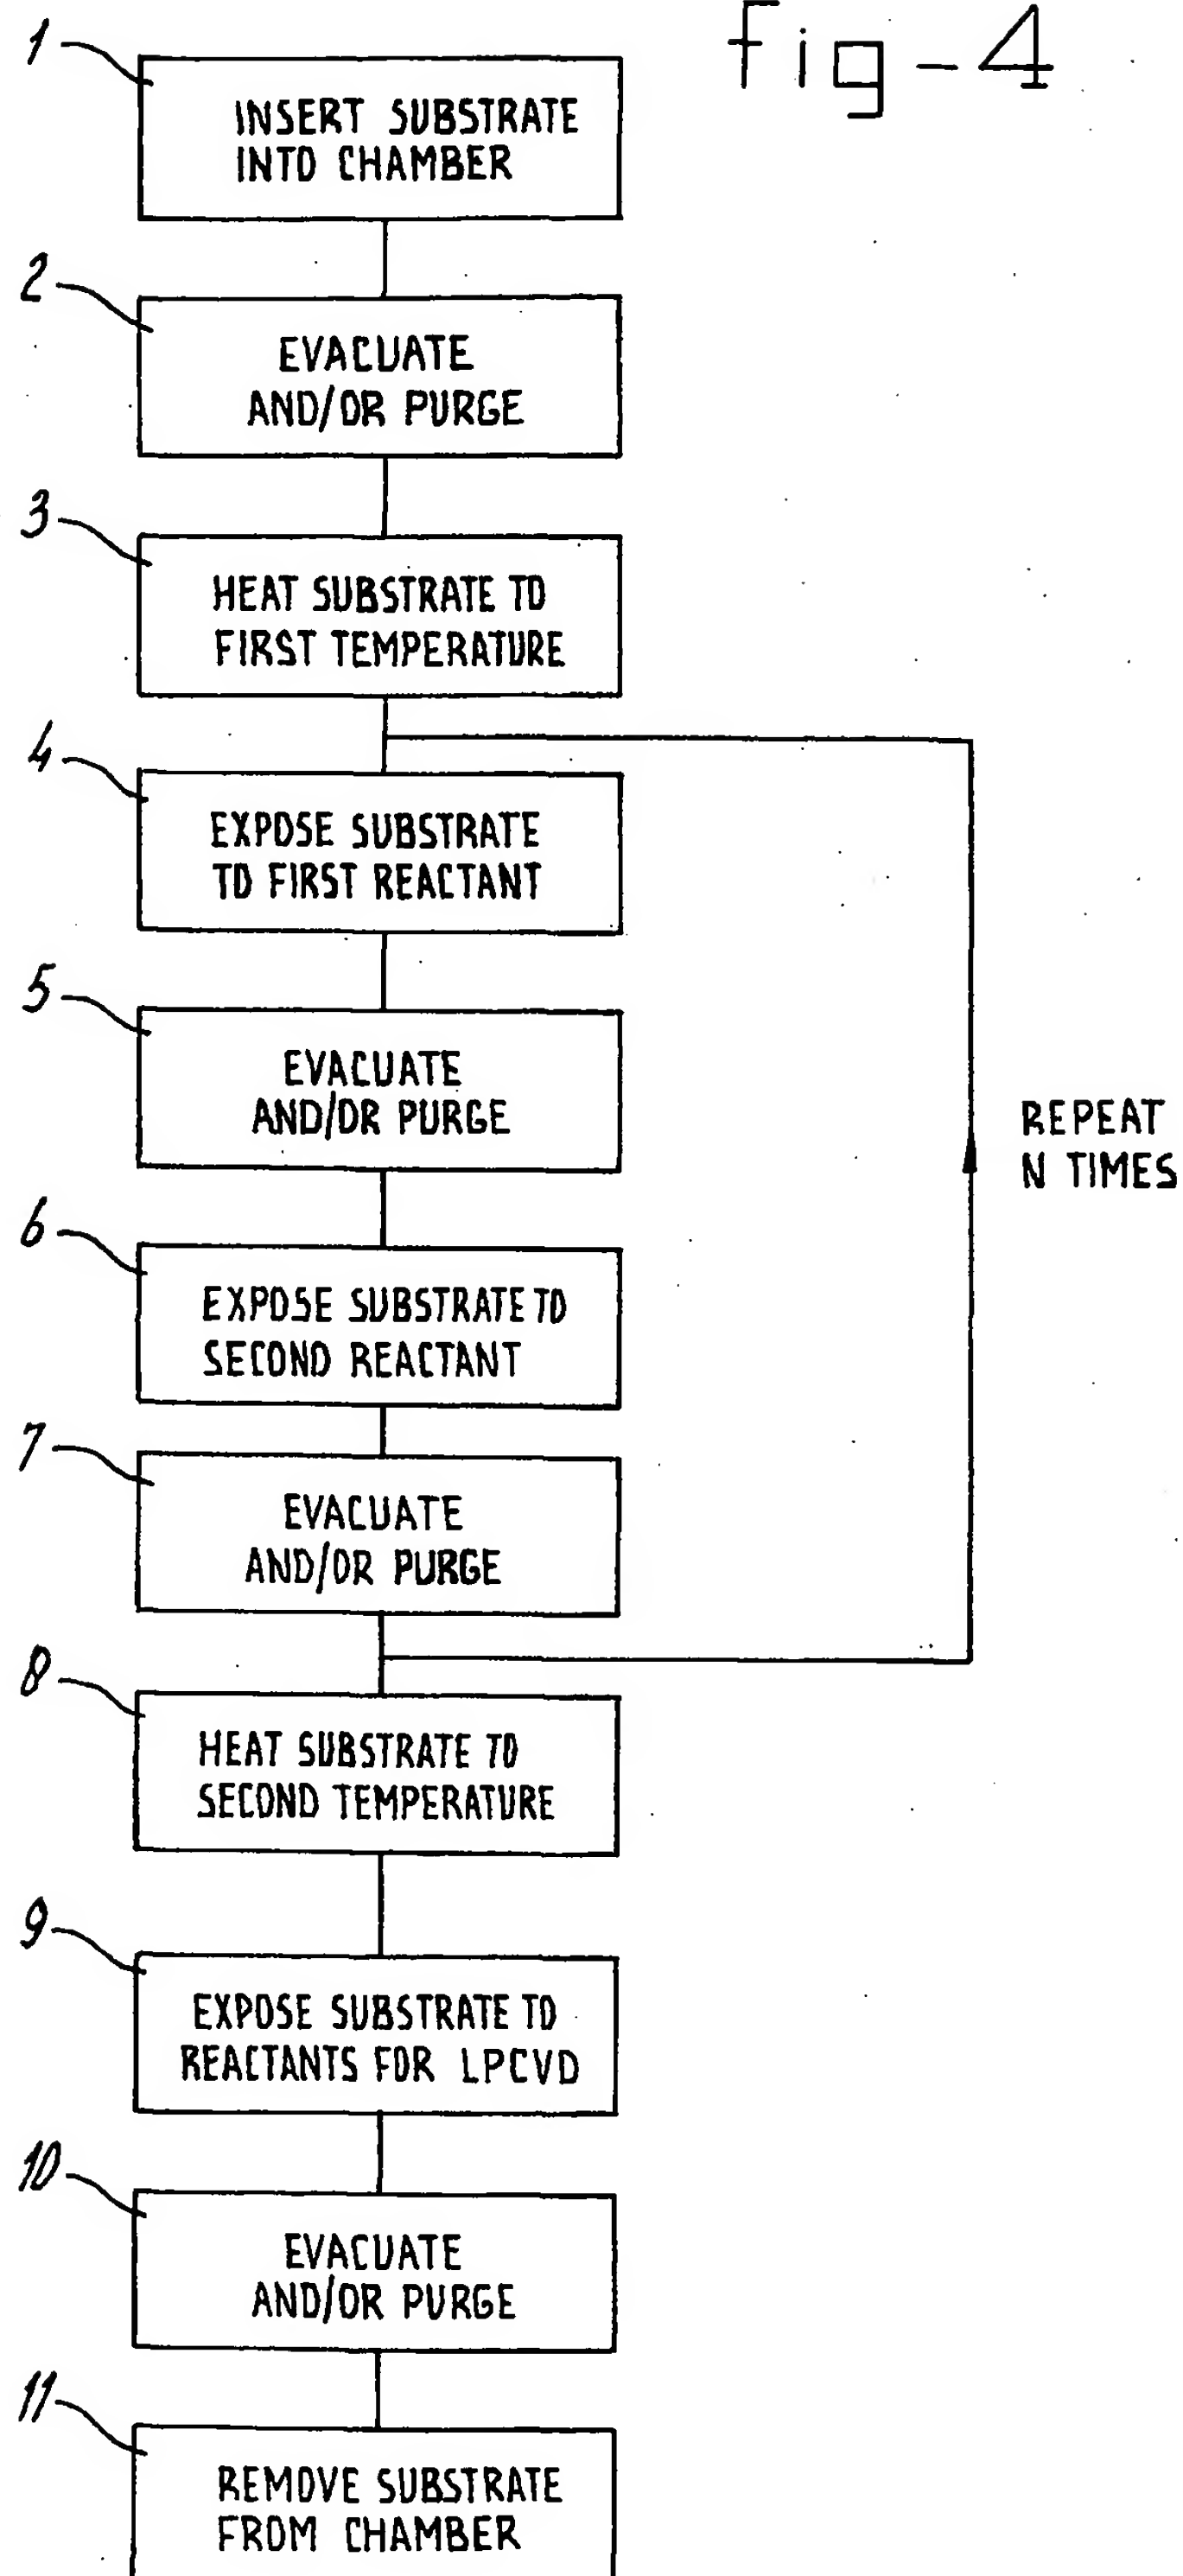 fig-4
1
INSERT SUBSTRATE
INTO CHAMBER
2
EVACUATE
AND/OR PURGE
3
HEAT SUBSTRATE TO
FIRST TEMPERATURE
4
EXPOSE SUBSTRATE
TO FIRST REACTANT
5
EVACUATE
AND/OR PURGE
REPEAT
N TIMES
6
EXPOSE SUBSTRATE TO
SECOND REACTANT
7
EVACUATE
AND/OR PURGE
8
HEAT SUBSTRATE TO
SECOND TEMPERATURE
9
EXPOSE SUBSTRATE TO
REACTANTS FOR LPCVD
10
EVACUATE
AND/OR PURGE
11
REMOVE SUBSTRATE
FROM CHAMBER